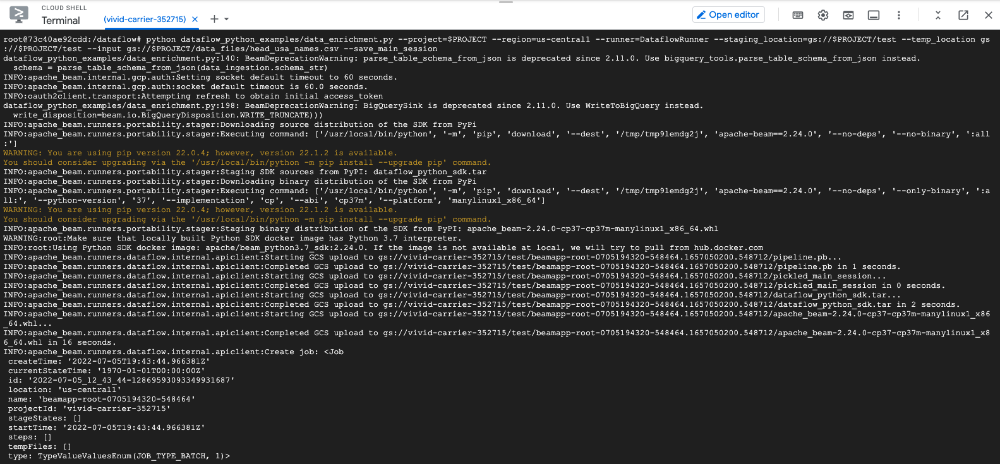 CLOUD SHELL
Terminal
(vivid-carrier-352715)
Open editor
root@73c40ae92cdd:/dataflow# python dataflow_python_examples/data_enrichment.py --project=$PROJECT --region=us-central1 --runner=DataflowRunner --staging_location=gs://$PROJECT/test --temp_location gs
://$PROJECT/test --input gs://$PROJECT/data_files/head_usa_names.csv --save_main_session
dataflow_python_examples/data_enrichment.py:140: BeamDeprecationWarning: parse_table_schema_from_json is deprecated since 2.11.0. Use bigquery_tools.parse_table_schema_from_json instead.
  schema = parse_table_schema_from_json(data_ingestion.schema_str)
INFO:apache_beam.internal.gcp.auth:Setting socket default timeout to 60 seconds.
INFO:apache_beam.internal.gcp.auth:socket default timeout is 60.0 seconds.
INFO:oauth2client.transport:Attempting refresh to obtain initial access_token
dataflow_python_examples/data_enrichment.py:198: BeamDeprecationWarning: BigQuerySink is deprecated since 2.11.0. Use WriteToBigQuery instead.
  write_disposition=beam.io.BigQueryDisposition.WRITE_TRUNCATE)))
INFO:apache_beam.runners.portability.stager:Downloading source distribution of the SDK from PyPi
INFO:apache_beam.runners.portability.stager:Executing command: ['/usr/local/bin/python', '-m', 'pip', 'download', '--dest', '/tmp/tmp9lemdg2j', 'apache-beam==2.24.0', '--no-deps', '--no-binary', ':all
:']
WARNING: You are using pip version 22.0.4; however, version 22.1.2 is available.
You should consider upgrading via the '/usr/local/bin/python -m pip install --upgrade pip' command.
INFO:apache_beam.runners.portability.stager:Staging SDK sources from PyPI: dataflow_python_sdk.tar
INFO:apache_beam.runners.portability.stager:Downloading binary distribution of the SDK from PyPi
INFO:apache_beam.runners.portability.stager:Executing command: ['/usr/local/bin/python', '-m', 'pip', 'download', '--dest', '/tmp/tmp9lemdg2j', 'apache-beam==2.24.0', '--no-deps', '--only-binary', ':a
ll:', '--python-version', '37', '--implementation', 'cp', '--abi', 'cp37m', '--platform', 'manylinux1_x86_64']
WARNING: You are using pip version 22.0.4; however, version 22.1.2 is available.
You should consider upgrading via the '/usr/local/bin/python -m pip install --upgrade pip' command.
INFO:apache_beam.runners.portability.stager:Staging binary distribution of the SDK from PyPI: apache_beam-2.24.0-cp37-cp37m-manylinux1_x86_64.whl
WARNING:root:Make sure that locally built Python SDK docker image has Python 3.7 interpreter.
INFO:root:Using Python SDK docker image: apache/beam_python3.7_sdk:2.24.0. If the image is not available at local, we will try to pull from hub.docker.com
INFO:apache_beam.runners.dataflow.internal.apiclient:Starting GCS upload to gs://vivid-carrier-352715/test/beamapp-root-0705194320-548464.1657050200.548712/pipeline.pb...
INFO:apache_beam.runners.dataflow.internal.apiclient:Completed GCS upload to gs://vivid-carrier-352715/test/beamapp-root-0705194320-548464.1657050200.548712/pipeline.pb in 1 seconds.
INFO:apache_beam.runners.dataflow.internal.apiclient:Starting GCS upload to gs://vivid-carrier-352715/test/beamapp-root-0705194320-548464.1657050200.548712/pickled_main_session...
INFO:apache_beam.runners.dataflow.internal.apiclient:Completed GCS upload to gs://vivid-carrier-352715/test/beamapp-root-0705194320-548464.1657050200.548712/pickled_main_session in 0 seconds.
INFO:apache_beam.runners.dataflow.internal.apiclient:Starting GCS upload to gs://vivid-carrier-352715/test/beamapp-root-0705194320-548464.1657050200.548712/dataflow_python_sdk.tar...
INFO:apache_beam.runners.dataflow.internal.apiclient:Completed GCS upload to gs://vivid-carrier-352715/test/beamapp-root-0705194320-548464.1657050200.548712/dataflow_python_sdk.tar in 2 seconds.
INFO:apache_beam.runners.dataflow.internal.apiclient:Starting GCS upload to gs://vivid-carrier-352715/test/beamapp-root-0705194320-548464.1657050200.548712/apache_beam-2.24.0-cp37-cp37m-manylinux1_x86
_64.whl...
INFO:apache_beam.runners.dataflow.internal.apiclient:Completed GCS upload to gs://vivid-carrier-352715/test/beamapp-root-0705194320-548464.1657050200.548712/apache_beam-2.24.0-cp37-cp37m-manylinux1_x8
6_64.whl in 16 seconds.
INFO:apache_beam.runners.dataflow.internal.apiclient:Create job: <Job
 createTime: '2022-07-05T19:43:44.966381Z'
 currentStateTime: '1970-01-01T00:00:00Z'
 id: '2022-07-05_12_43_44-12869593093349931687'
 location: 'us-central1'
 name: 'beamapp-root-0705194320-548464'
 projectId: 'vivid-carrier-352715'
 stageStates: []
 startTime: '2022-07-05T19:43:44.966381Z'
 steps: []
 tempFiles: []
 type: TypeValueValuesEnum(JOB_TYPE_BATCH, 1)>